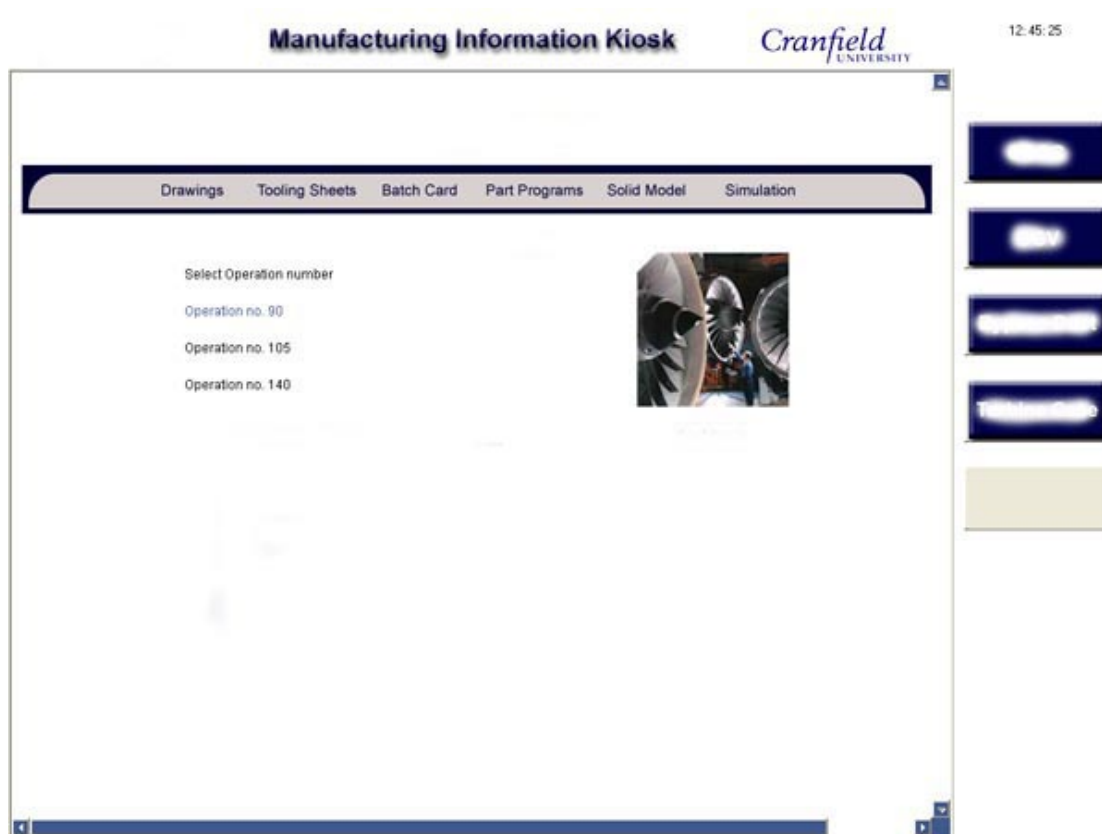 Manufacturing Information Kiosk
Cranfield
UNIVERSITY
12:45:25
Drawings Tooling Sheets Batch Card Part Programs Solid Model Simulation
Select Operation number
Operation no. 90
Operation no. 105
Operation no. 140